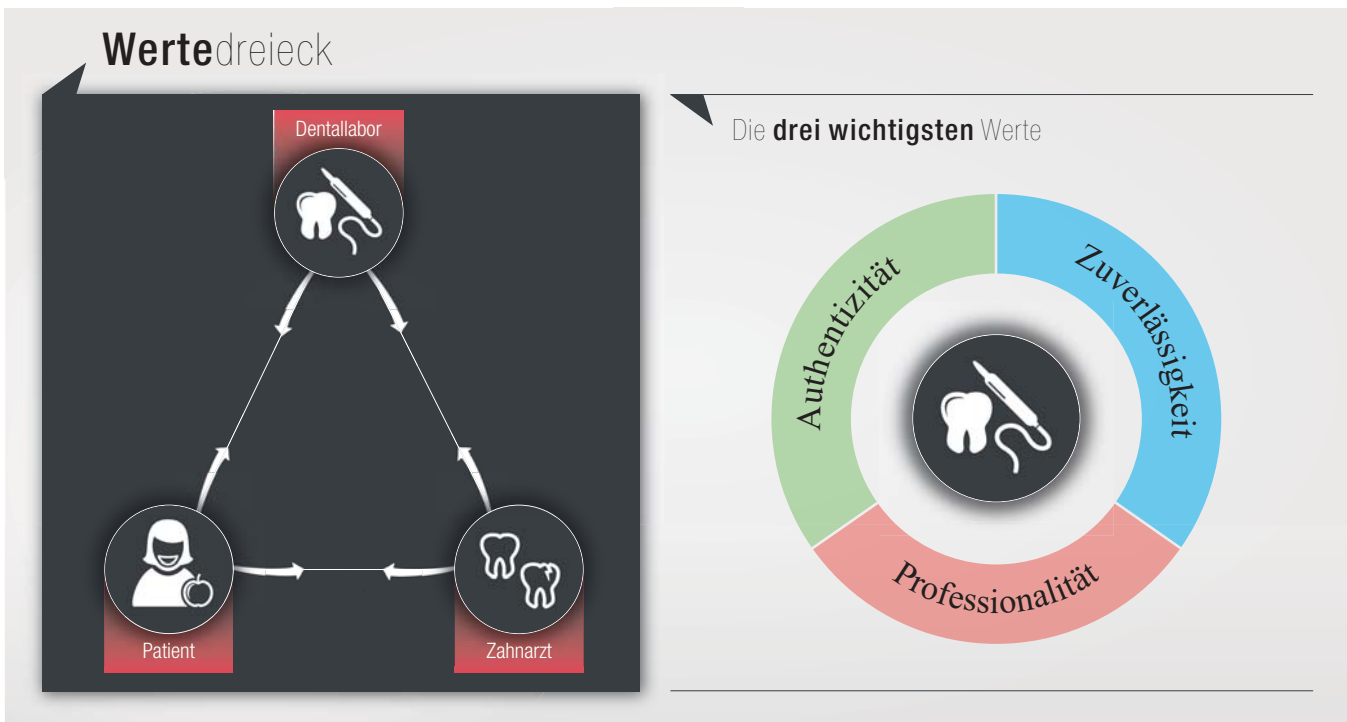 Wertedreieck
Dentallabor
Patient
Zahnarzt
Die drei wichtigsten Werte
Authentizität
Zuverlässigkeit
Professionalität